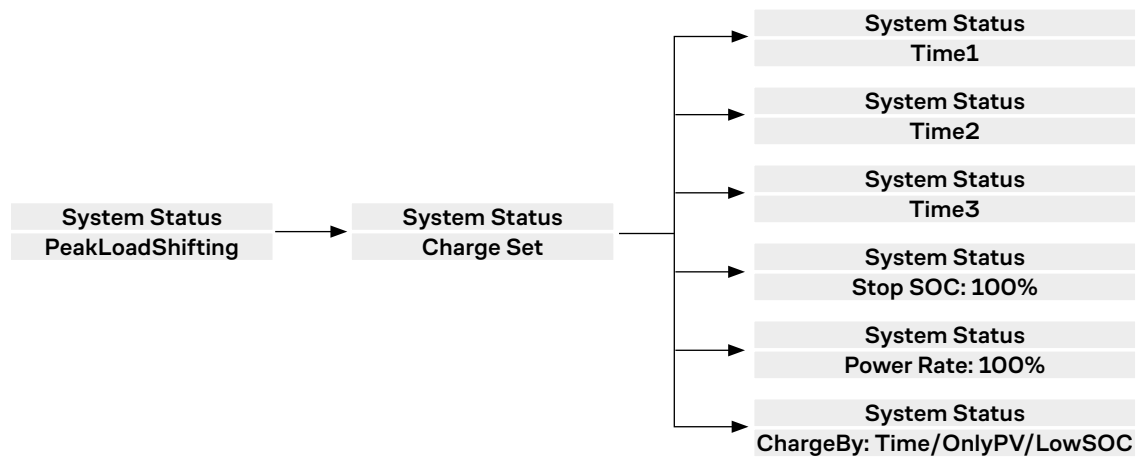 System Status
PeakLoadShifting
System Status
Charge Set
System Status
Time1
System Status
Time2
System Status
Time3
System Status
Stop SOC: 100%
System Status
Power Rate: 100%
System Status
ChargeBy: Time/OnlyPV/LowSOC